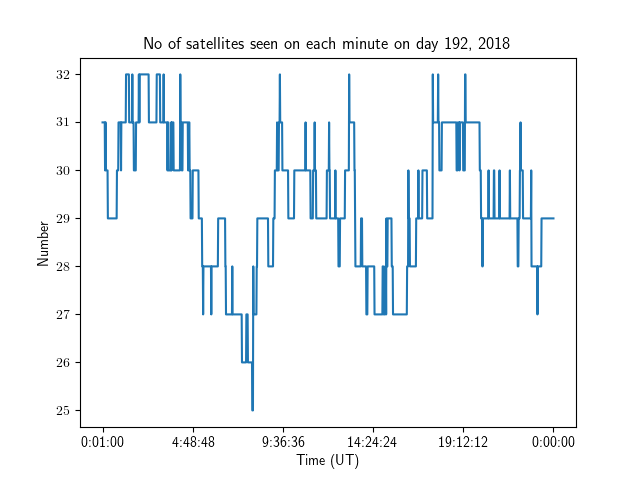 No of satellites seen on each minute on day 192, 2018
32
31
30
29
28
27
26
25
Number
0:01:00 4:48:48 9:36:36 14:24:24 19:12:12 0:00:00
Time (UT)